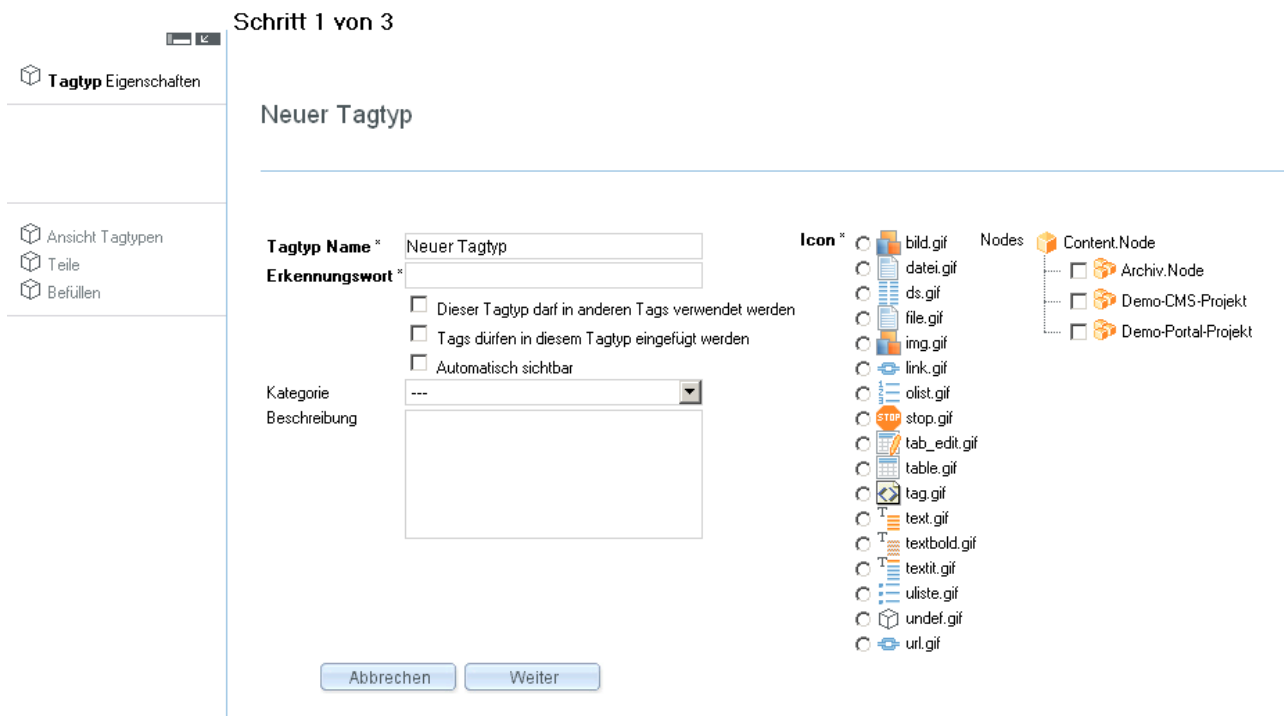 Schritt 1 von 3
Tagtyp Eigenschaften
Neuer Tagtyp
Ansicht Tagtypen
Teile
Befüllen
Tagtyp Name *
Neuer Tagtyp
Erkennungswort *
Dieser Tagtyp darf in anderen Tags verwendet werden
Tags dürfen in diesem Tagtyp eingefügt werden
Automatisch sichtbar
Kategorie
---
Beschreibung
Icon *
bild.gif
datei.gif
ds.gif
file.gif
img.gif
link.gif
olist.gif
STOP stop.gif
tab_edit.gif
table.gif
tag.gif
text.gif
textbold.gif
textit.gif
uliste.gif
undef.gif
url.gif
Nodes
Content.Node
Archiv.Node
Demo-CMS-Projekt
Demo-Portal-Projekt
Abbrechen
Weiter